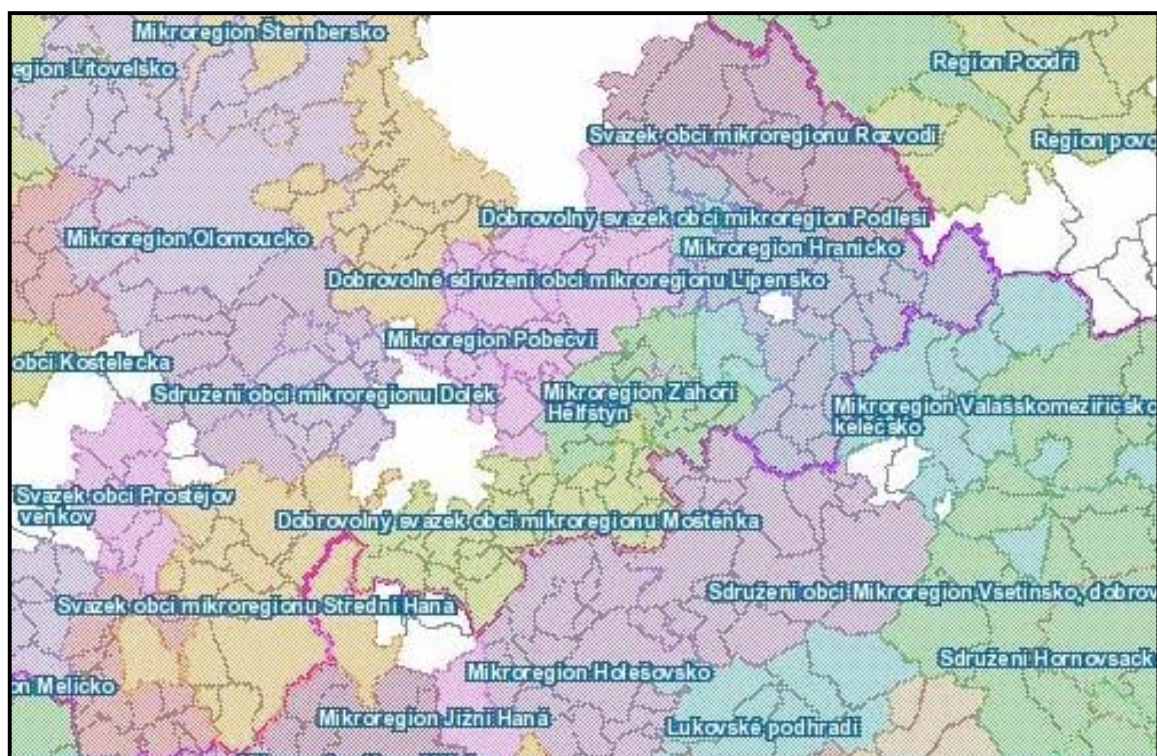 Mikroregion Šternbersko
egion Litovelsko
Region Poodří
Svazek obcí mikroregionu Rozvodí
Region povo
Dobrovolný svazek obcí mikroregion Podlesí
Mikroregion Olomoucko
Mikroregion Hranicko
Dobrovolné sdružení obcí mikroregionu Lipensko
Mikroregion Pobečví
obcí Kostelecka
Sdružení obcí mikroregionu Dolek
Mikroregion Záhoří
Helfštýn
Mikroregion Valašskomeziříčsko
kelečsko
Svazek obcí Prostějov
venkov
Dobrovolný svazek obcí mikroregionu Moštěnka
Svazek obcí mikroregionu Střední Haná
Sdružení obcí Mikroregion Vsetínsko, dobrov
Sdružení Hornovsack
Mikroregion Holešovsko
on Melicko
Mikroregion Jižní Haná
Lukovské podhradí